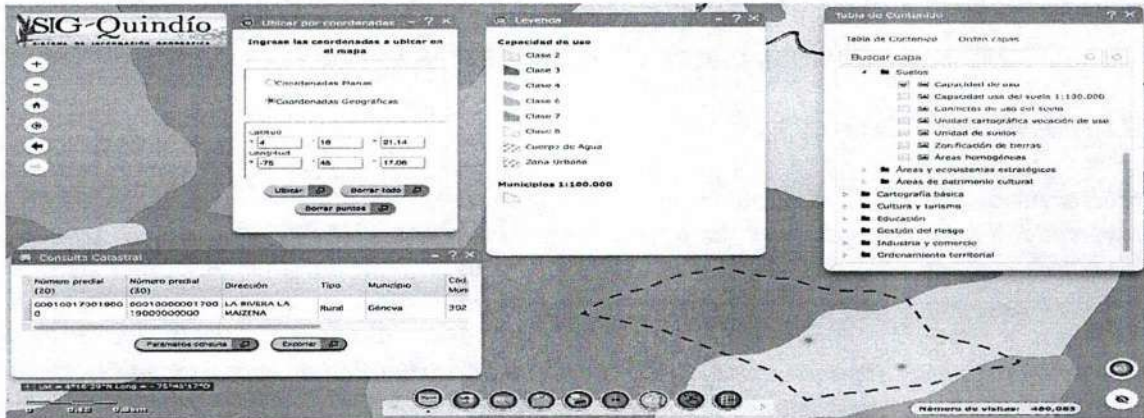 SIG-Quindío
SISTEMA DE INFORMACIÓN GEOGRÁFICA
Ubicar por coordenadas
Ingrese las coordenadas a ubicar en
el mapa
Coordenadas Planas
Coordenadas Geográficas
Latitud
4 ° 16 ' 21.14
Longitud
-75 ° 45 ' 17.06
Ubicar
Borrar todo
Borrar puntos
Leyenda
Capacidad de uso
Clase 2
Clase 3
Clase 4
Clase 6
Clase 7
Clase 8
Cuerpo de Agua
Zona Urbana
Municipios 1:100.000
Tabla de Contenido
Tabla de Contenido Orden capas
Buscar capa
Suelos
Capacidad de uso
Capacidad uso del suelo 1:100.000
Conflictos de uso del suelo
Unidad cartográfica vocación de uso
Unidad de suelos
Zonificación de tierras
Áreas homogéneas
Áreas y ecosistemas estratégicos
Áreas de patrimonio cultural
Cartografía básica
Cultura y turismo
Educación
Gestión del riesgo
Industria y comercio
Ordenamiento territorial
Consulta Catastral
Número predial (20) Número predial (30) Dirección Tipo Municipio Cód. Muni
LA RIVERA LA MAIZENA Rural Génova 302
Parámetros consulta
Exportar
Número de visitas: 480,083